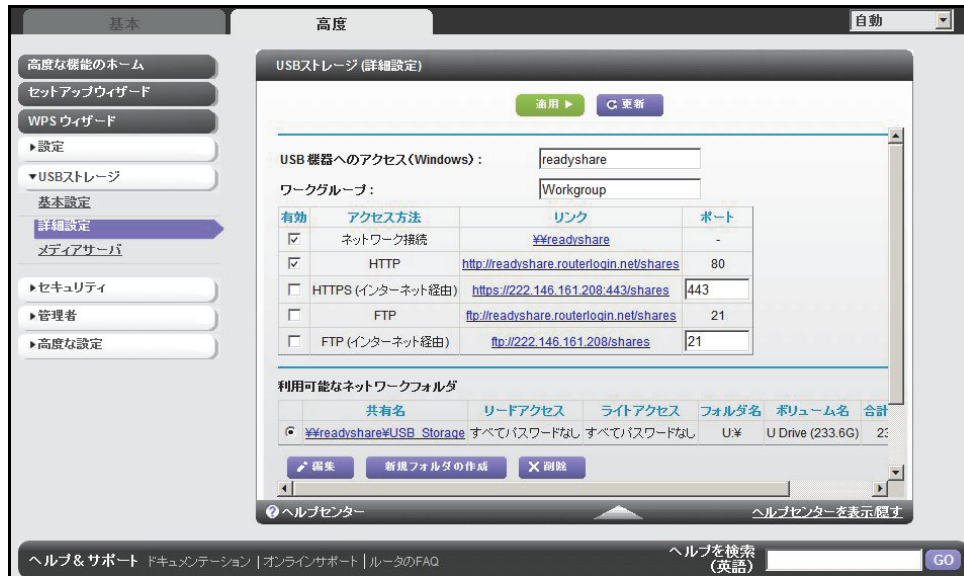 基本
高度
自動
高度な機能のホーム
セットアップウィザード
WPS ウィザード
▶設定
▼USBストレージ
基本設定
詳細設定
メディアサーバ
▶セキュリティ
▶管理者
▶高度な設定
USBストレージ (詳細設定)
適用 ▶ 更新
USB 機器へのアクセス(Windows) : readyshare
ワークグループ : Workgroup
有効 アクセス方法 リンク ポート
ネットワーク接続 ¥¥readyshare -
HTTP http://readyshare.routerlogin.net/shares 80
HTTPS (インターネット経由) https://222.146.161.208:443/shares 443
FTP ftp://readyshare.routerlogin.net/shares 21
FTP (インターネット経由) ftp://222.146.161.208/shares 21
利用可能なネットワークフォルダ
共有名 リードアクセス ライトアクセス フォルダ名 ボリューム名 合計
¥¥readyshare¥USB_Storage すべてパスワードなし すべてパスワードなし U:¥ U Drive (233.6G)
編集 新規フォルダの作成 X 削除
? ヘルプセンター ヘルプセンターを表示/隠す
ヘルプ & サポート ドキュメンテーション | オンラインサポート | ルータのFAQ
ヘルプを検索
(英語)
GO